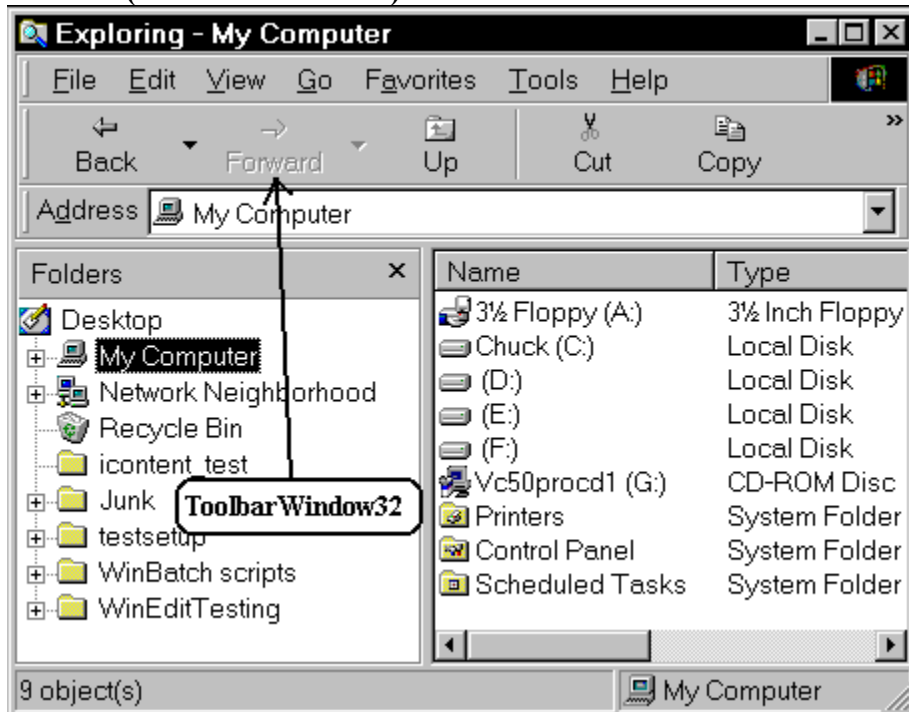 Exploring - My Computer
File Edit View Go Favorites Tools Help
Back Forward Up Cut Copy »
Address My Computer
Folders × Name Type
Desktop
My Computer
Network Neighborhood
Recycle Bin
icontent_test
Junk
testsetup
WinBatch scripts
WinEditTesting
ToolbarWindow32
3½ Floppy (A:) 3½ Inch Floppy
Chuck (C:) Local Disk
(D:) Local Disk
(E:) Local Disk
(F:) Local Disk
Vc50procd1 (G:) CD-ROM Disc
Printers System Folder
Control Panel System Folder
Scheduled Tasks System Folder
9 object(s) My Computer